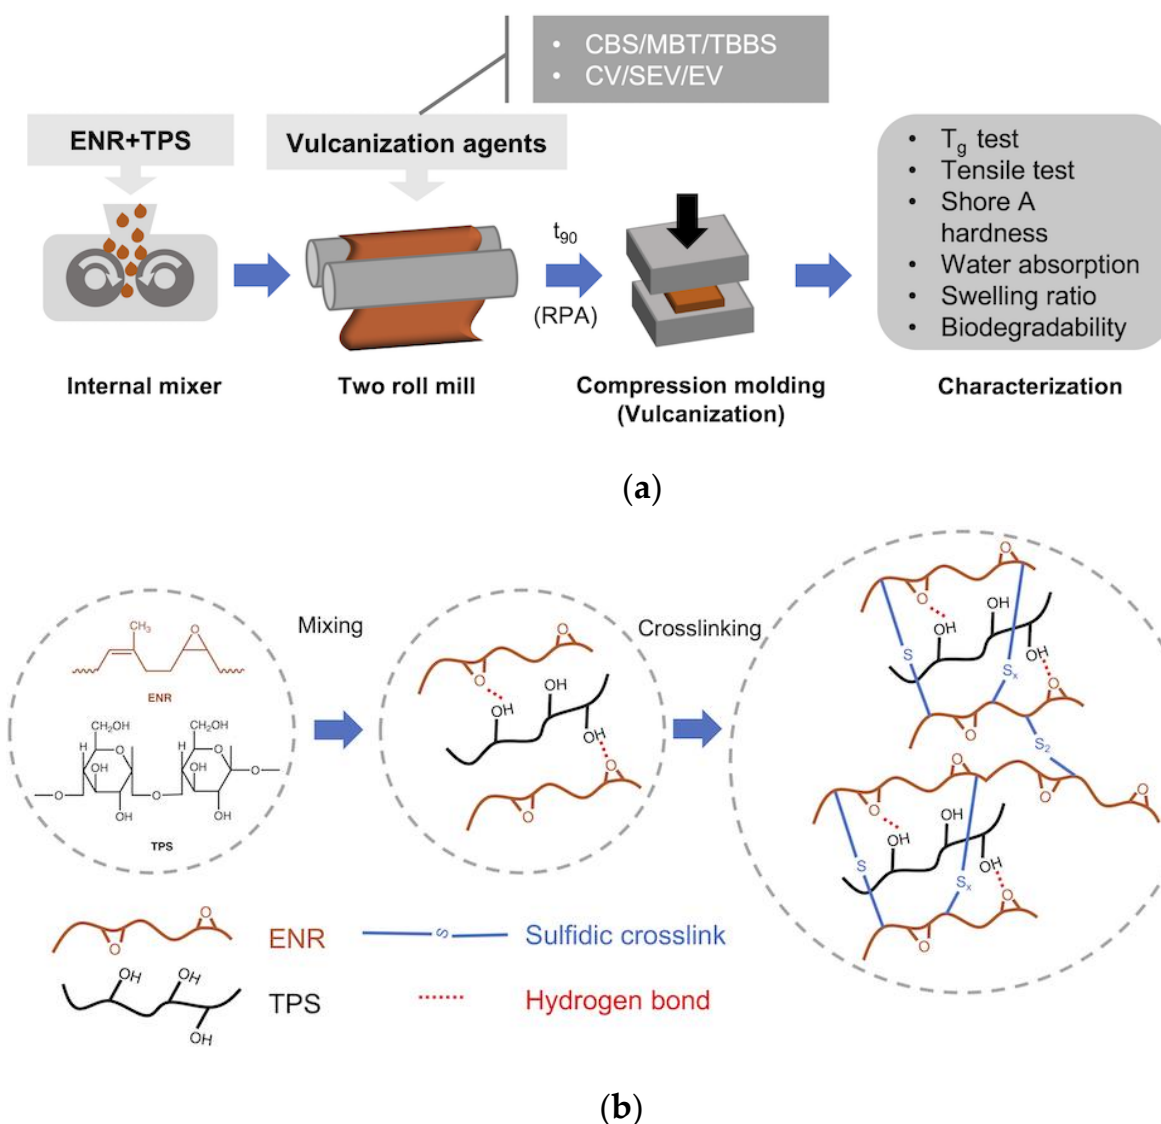 • CBS/MBT/TBBS
• CV/SEV/EV
ENR+TPS
Vulcanization agents
• Tg test
• Tensile test
• Shore A
hardness
• Water absorption
• Swelling ratio
• Biodegradability
t90
(RPA)
Internal mixer
Two roll mill
Compression molding
(Vulcanization)
Characterization
(a)
CH3
O
ENR
CH2OH
CH2OH
H
O
H
O
OH
OH
O
O
O
OH
OH
TPS
Mixing
O
O
OH
OH
OH
O
O
Crosslinking
O
O
OH
OH
OH
S
Sx
O
O
S2
O
O
O
OH
OH
OH
S
Sx
O
O
O
O
ENR
S
Sulfidic crosslink
OH
OH
OH
TPS
Hydrogen bond
(b)